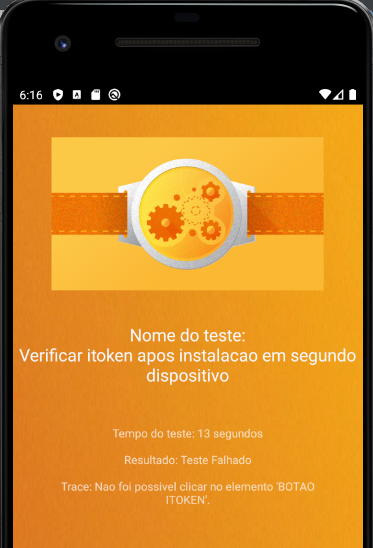 6:16
Nome do teste:
Verificar itoken apos instalacao em segundo
dispositivo
Tempo do teste: 13 segundos
Resultado: Teste Falhado
Trace: Nao foi possivel clicar no elemento 'BOTAO
ITOKEN'.